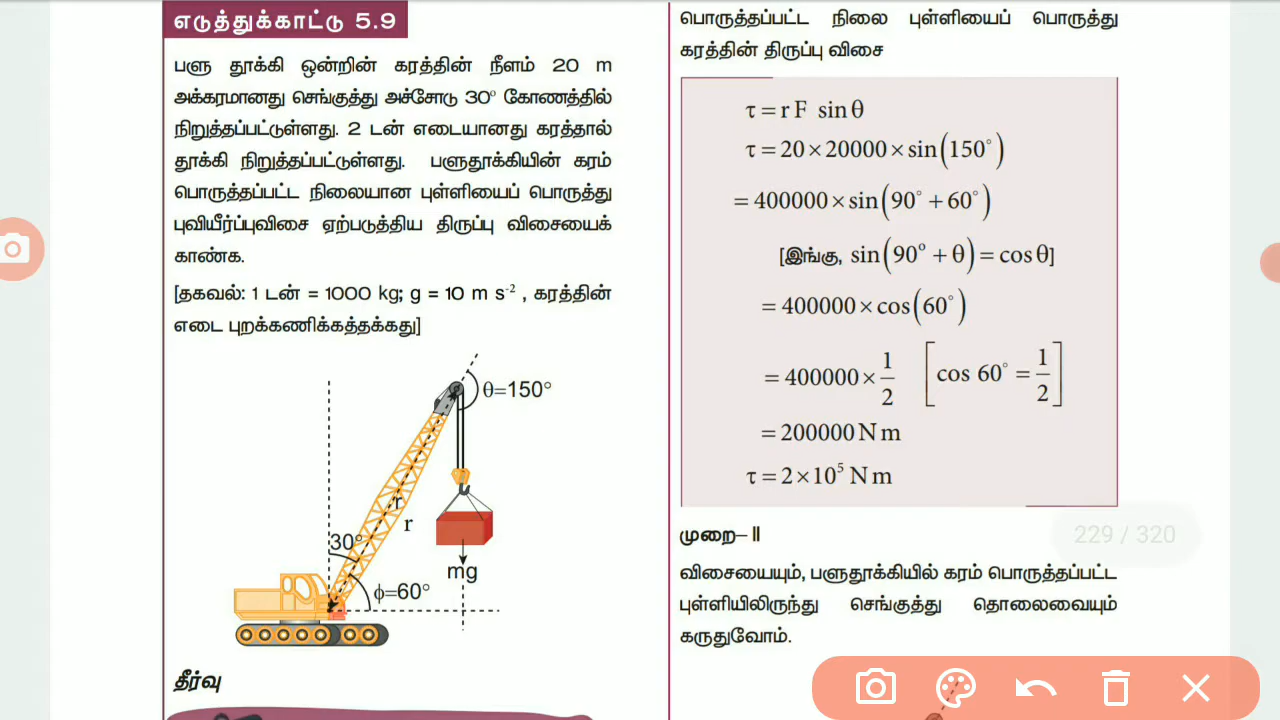 எடுத்துக்காட்டு 5.9
பளு தூக்கி ஒன்றின் கரத்தின் நீளம் 20 m
அக்கரமானது செங்குத்து அச்சோடு 30° கோணத்தில்
நிறுத்தப்பட்டுள்ளது. 2 டன் எடையானது கரத்தால்
தூக்கி நிறுத்தப்பட்டுள்ளது. பளுதூக்கியின் கரம்
பொருத்தப்பட்ட நிலையான புள்ளியைப் பொருத்து
புவியீர்ப்புவிசை ஏற்படுத்திய திருப்பு விசையைக்
காண்க.
[தகவல்: 1 டன் = 1000 kg; g = 10 m s⁻² , கரத்தின்
எடை புறக்கணிக்கத்தக்கது]
θ=150°
r
r
30°
mg
ϕ=60°
தீர்வு
பொருத்தப்பட்ட நிலை புள்ளியைப் பொருத்து
கரத்தின் திருப்பு விசை
τ = r F sin θ
τ = 20 × 20000 × sin(150°)
= 400000 × sin(90° + 60°)
[இங்கு, sin(90° + θ) = cos θ]
= 400000 × cos(60°)
= 400000 × 1/2 [cos 60° = 1/2]
= 200000 N m
τ = 2 × 10⁵ N m
229 / 320
முறை– II
விசையையும், பளுதூக்கியில் கரம் பொருத்தப்பட்ட
புள்ளியிலிருந்து செங்குத்து தொலைவையும்
கருதுவோம்.